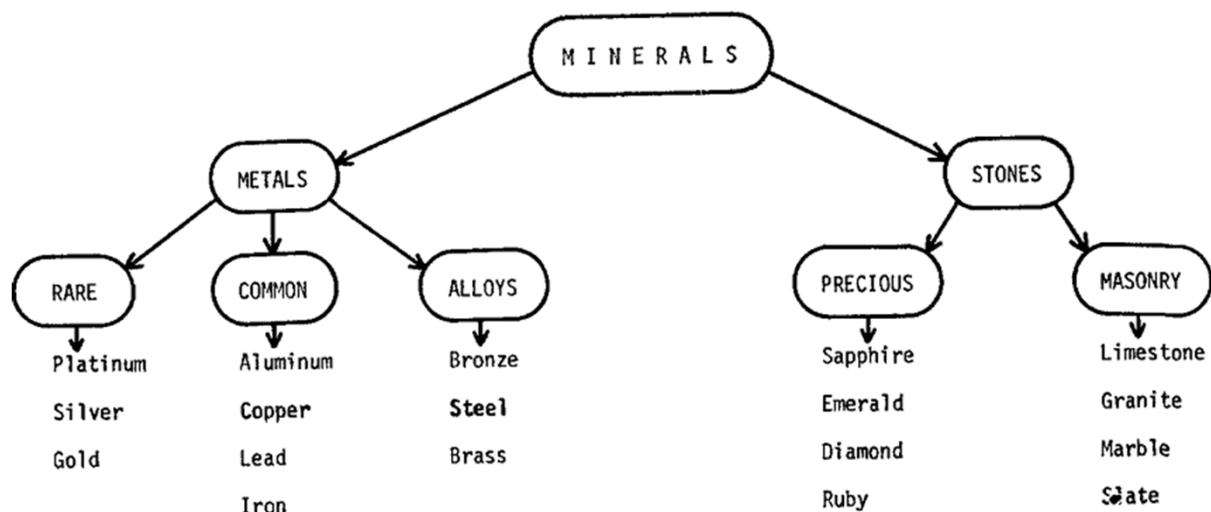 MINERALS
METALS
STONES
RARE
COMMON
ALLOYS
PRECIOUS
MASONRY
Platinum
Silver
Gold
Aluminum
Copper
Lead
Iron
Bronze
Steel
Brass
Sapphire
Emerald
Diamond
Ruby
Limestone
Granite
Marble
Slate